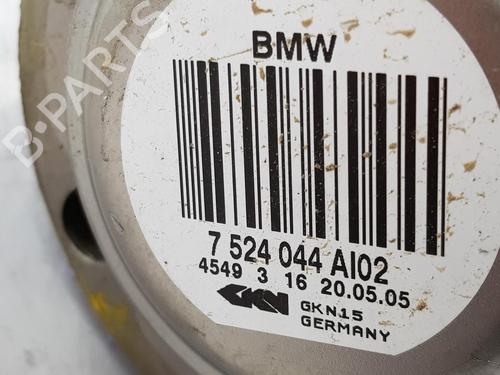 B-PARTS
BMW
7 524 044 AI02
4549 3 16 20.05.05
GKN
GKN15
GERMANY